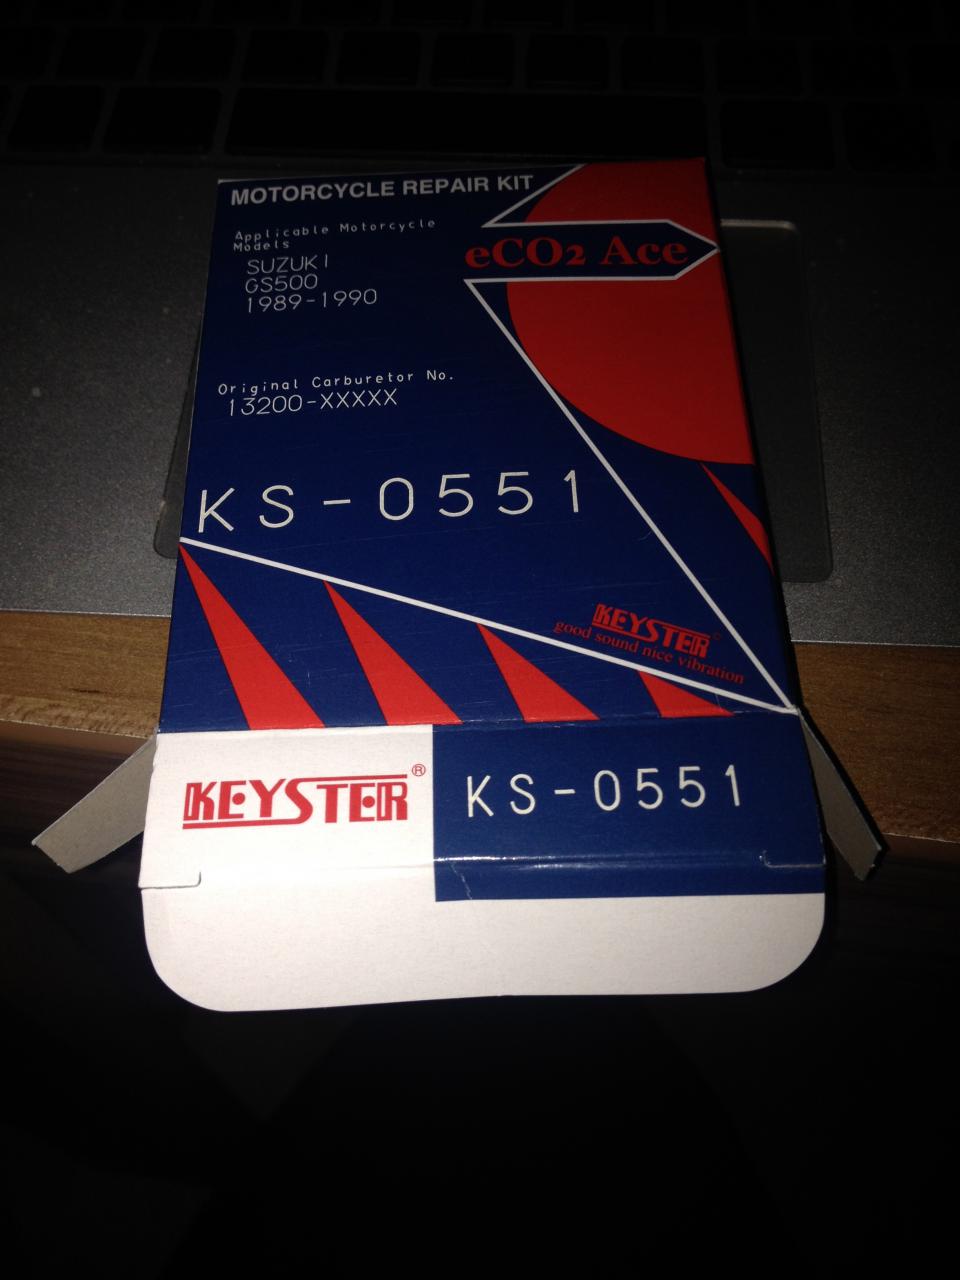 MOTORCYCLE REPAIR KIT
Applicable Motorcycle
Models
SUZUKI
GS500
1989-1990
eCO2 Ace
Original Carburetor No.
13200-XXXXX
KS-0551
KEYSTER
good sound nice vibration
KEYSTER®
KS-0551